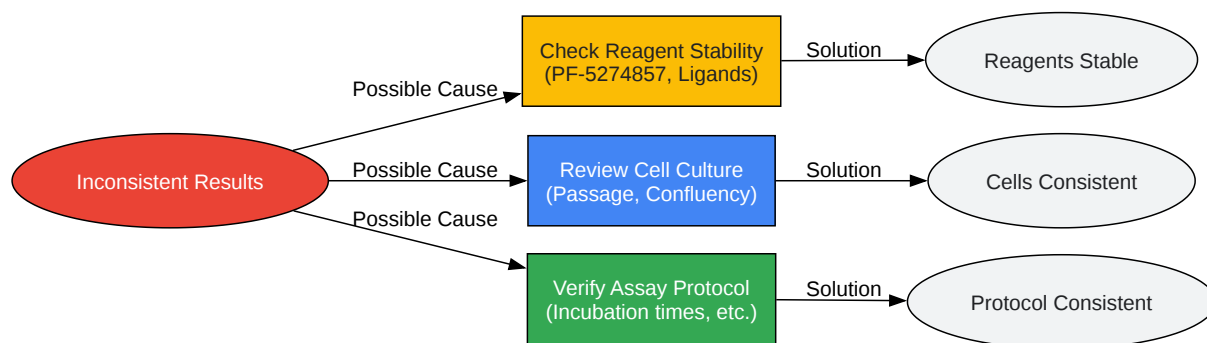 Inconsistent Results
Possible Cause
Check Reagent Stability
(PF-5274857, Ligands)
Solution
Reagents Stable
Possible Cause
Review Cell Culture
(Passage, Confluency)
Solution
Cells Consistent
Possible Cause
Verify Assay Protocol
(Incubation times, etc.)
Solution
Protocol Consistent